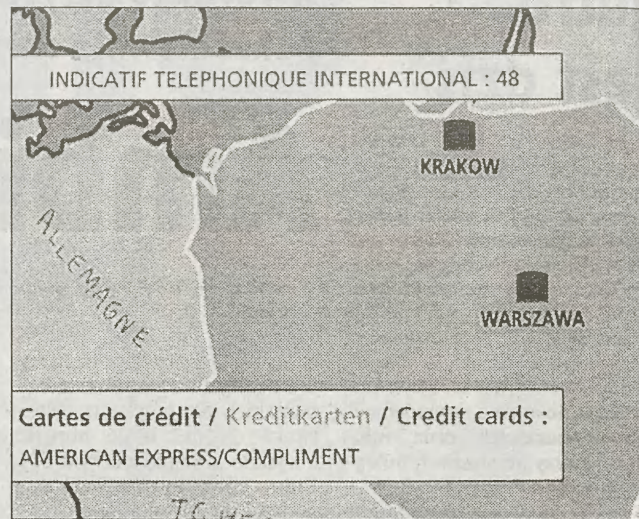 INDICATIF TELEPHONIQUE INTERNATIONAL : 48
KRAKOW
ALLEMAGNE
WARSZAWA
Cartes de crédit / Kreditkarten / Credit cards :
AMERICAN EXPRESS/COMPLIMENT